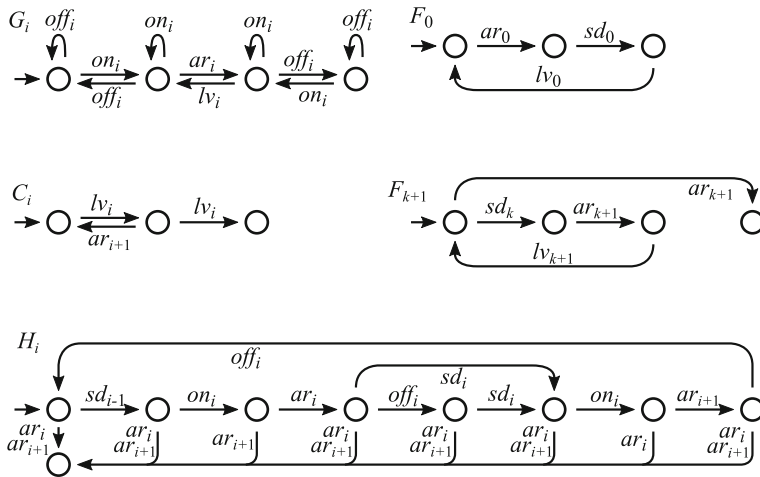 G_i off_i on_i on_i off_i F_0 ar_0 sd_0
on_i ar_i off_i
off_i lv_i on_i lv_0
C_i lv_i lv_i F_{k+1} ar_{k+1}
ar_{i+1} sd_k ar_{k+1}
lv_{k+1}
H_i
off_i
sd_i
sd_{i-1} on_i ar_i off_i sd_i on_i ar_{i+1}
ar_i ar_i ar_{i+1} ar_i ar_i ar_i ar_i ar_i
ar_{i+1} ar_{i+1} ar_{i+1} ar_{i+1} ar_{i+1} ar_{i+1}